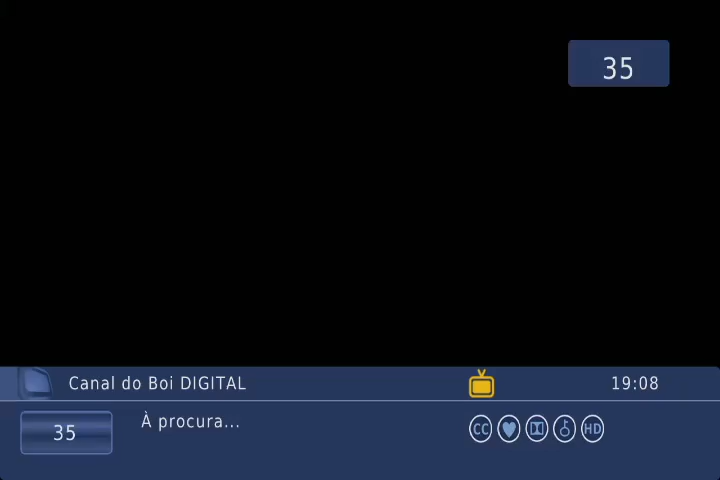 35
Canal do Boi DIGITAL
19:08
35
À procura...
CC
HD